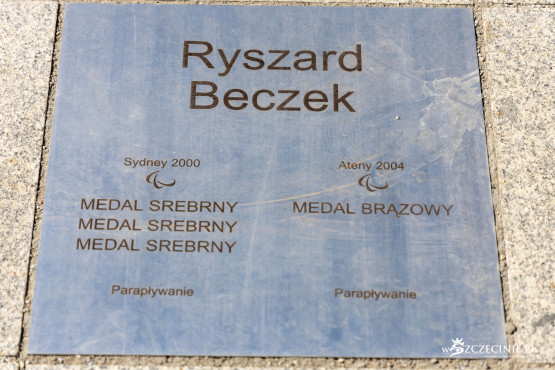 Ryszard
Beczek
Sydney 2000
MEDAL SREBRNY
MEDAL SREBRNY
MEDAL SREBRNY
Parapływanie
Ateny 2004
MEDAL BRĄZOWY
Parapływanie
wSZCZECINIE.PL